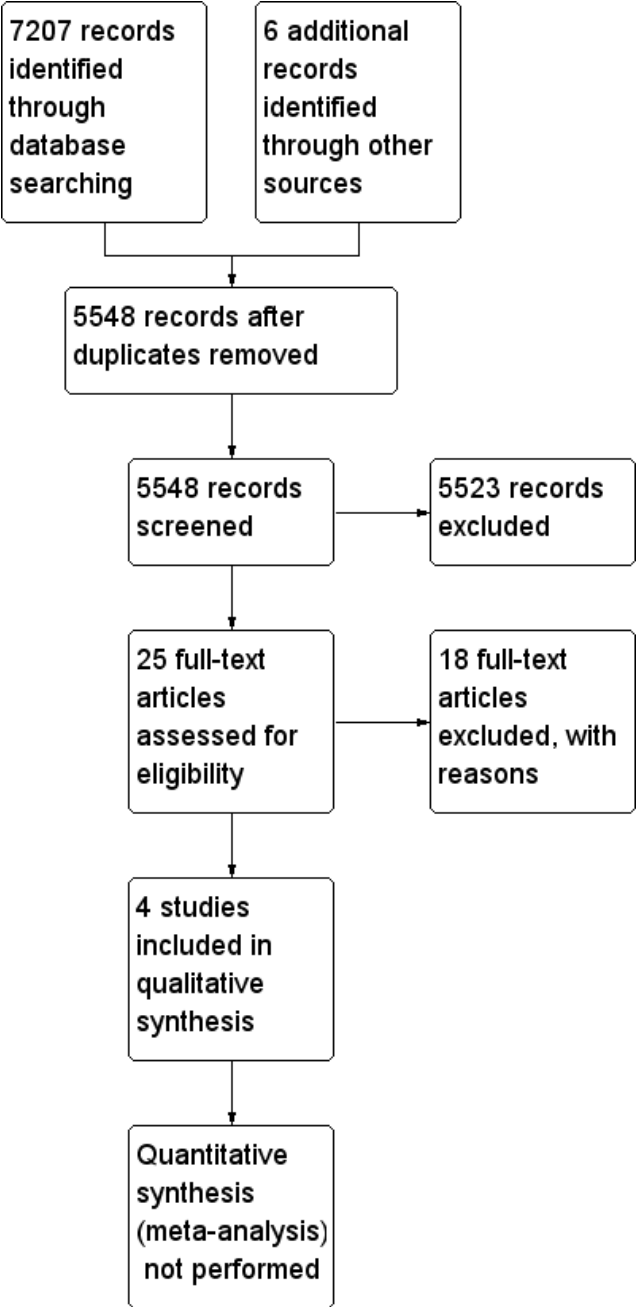 7207 records
identified
through
database
searching
6 additional
records
identified
through other
sources
5548 records after
duplicates removed
5548 records
screened
5523 records
excluded
25 full-text
articles
assessed for
eligibility
18 full-text
articles
excluded, with
reasons
4 studies
included in
qualitative
synthesis
Quantitative
synthesis
(meta-analysis)
not performed